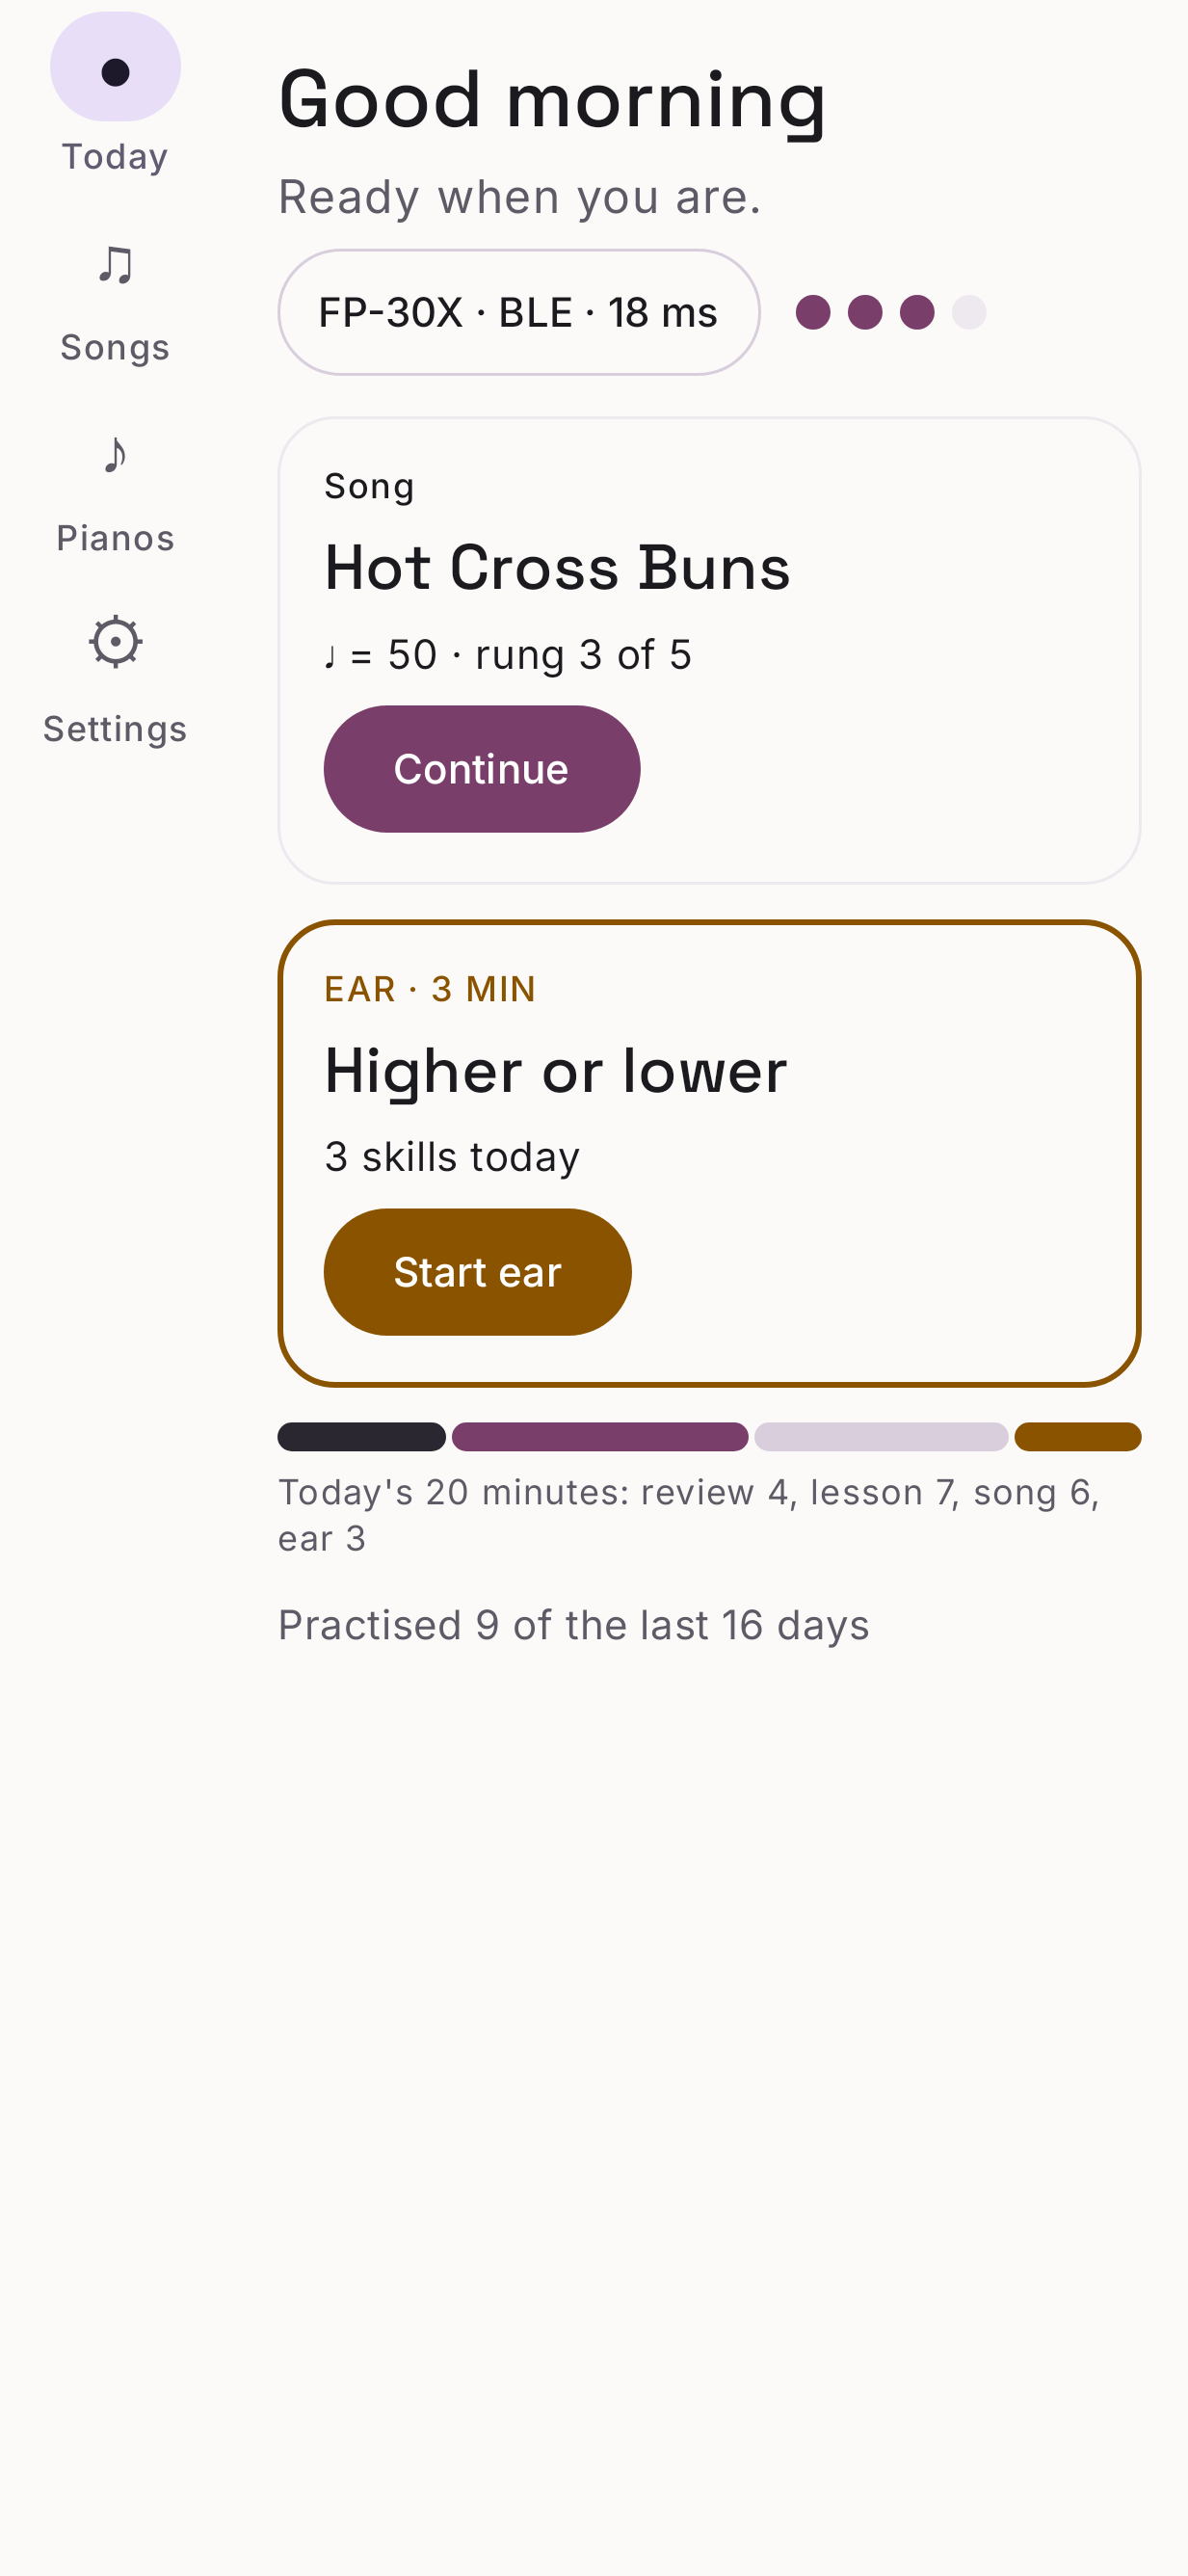 Today
Songs
Pianos
Settings
Good morning
Ready when you are.
FP-30X · BLE · 18 ms
Song
Hot Cross Buns
♩ = 50 · rung 3 of 5
Continue
EAR · 3 MIN
Higher or lower
3 skills today
Start ear
Today's 20 minutes: review 4, lesson 7, song 6,
ear 3
Practised 9 of the last 16 days